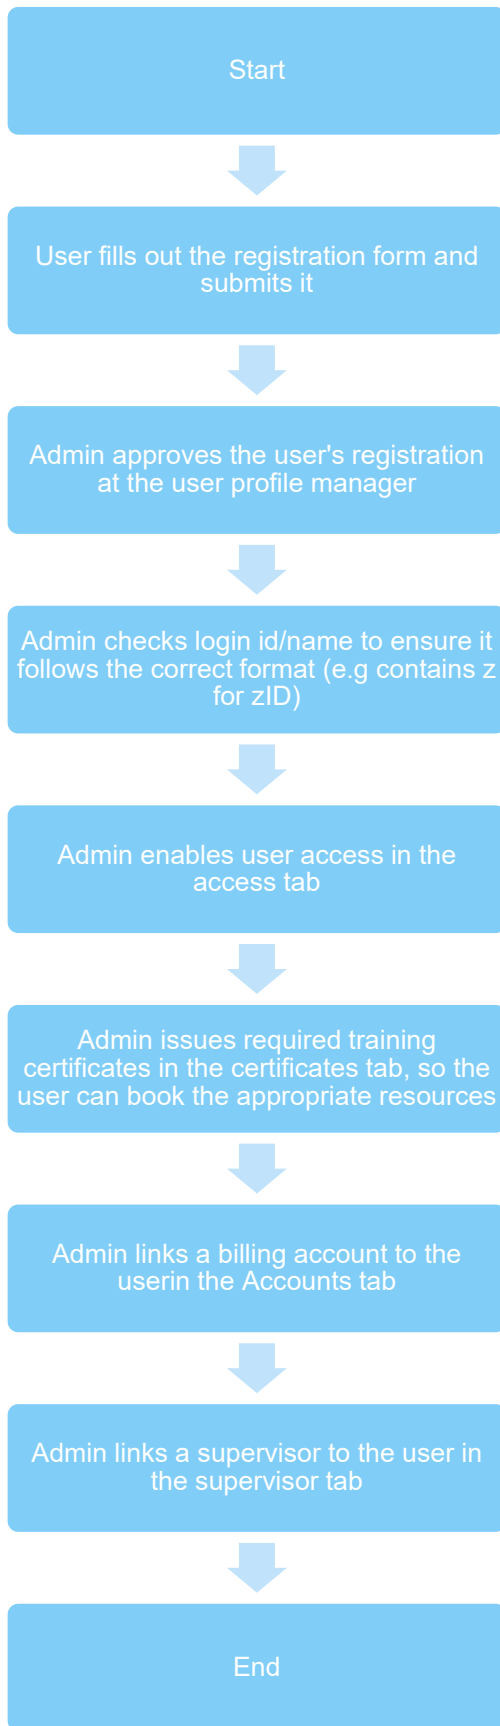 Start
User fills out the registration form and
submits it
Admin approves the user's registration
at the user profile manager
Admin checks login id/name to ensure it
follows the correct format (e.g contains z
for zID)
Admin enables user access in the
access tab
Admin issues required training
certificates in the certificates tab, so the
user can book the appropriate resources
Admin links a billing account to the
userin the Accounts tab
Admin links a supervisor to the user in
the supervisor tab
End